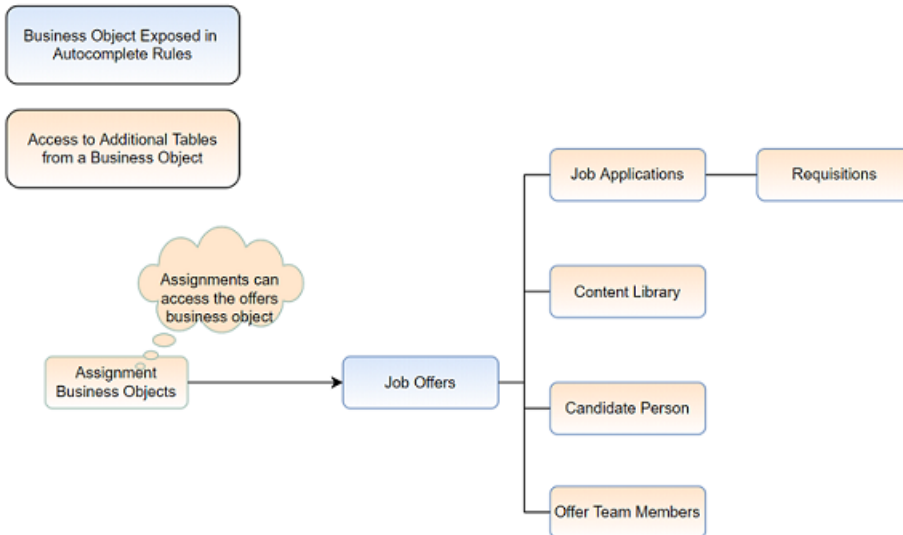 Business Object Exposed in
Autocomplete Rules
Access to Additional Tables
from a Business Object
Job Applications
Requisitions
Assignments can
access the offers
business object
Content Library
Assignment
Business Objects
Job Offers
Candidate Person
Offer Team Members